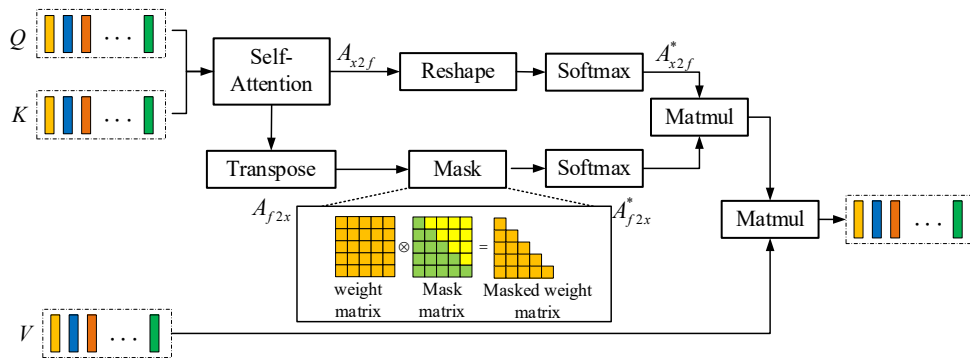 Q
K
V
Self-
Attention
A_{x2f}
Reshape
Softmax
A^{*}_{x2f}
Matmul
Transpose
Mask
Softmax
A_{f2x}
A^{*}_{f2x}
⊗
=
weight
matrix
Mask
matrix
Masked weight
matrix
Matmul
...
...
...
...